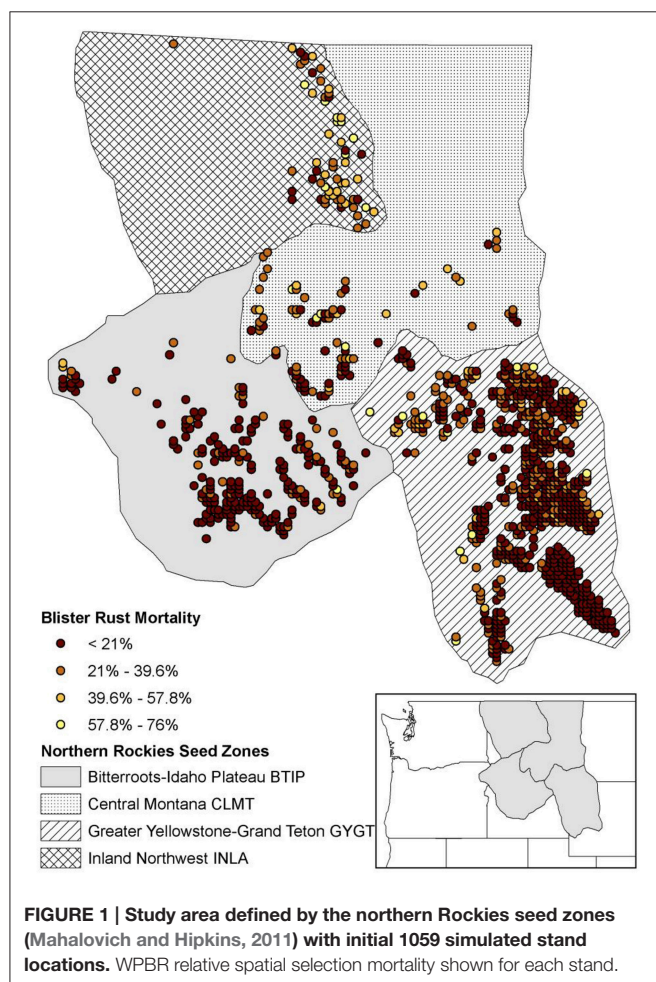 Blister Rust Mortality
< 21%
21% - 39.6%
39.6% - 57.8%
57.8% - 76%
Northern Rockies Seed Zones
Bitterroots-Idaho Plateau BTIP
Central Montana CLMT
Greater Yellowstone-Grand Teton GYGT
Inland Northwest INLA
FIGURE 1 | Study area defined by the northern Rockies seed zones
(Mahalovich and Hipkins, 2011) with initial 1059 simulated stand
locations. WPBR relative spatial selection mortality shown for each stand.